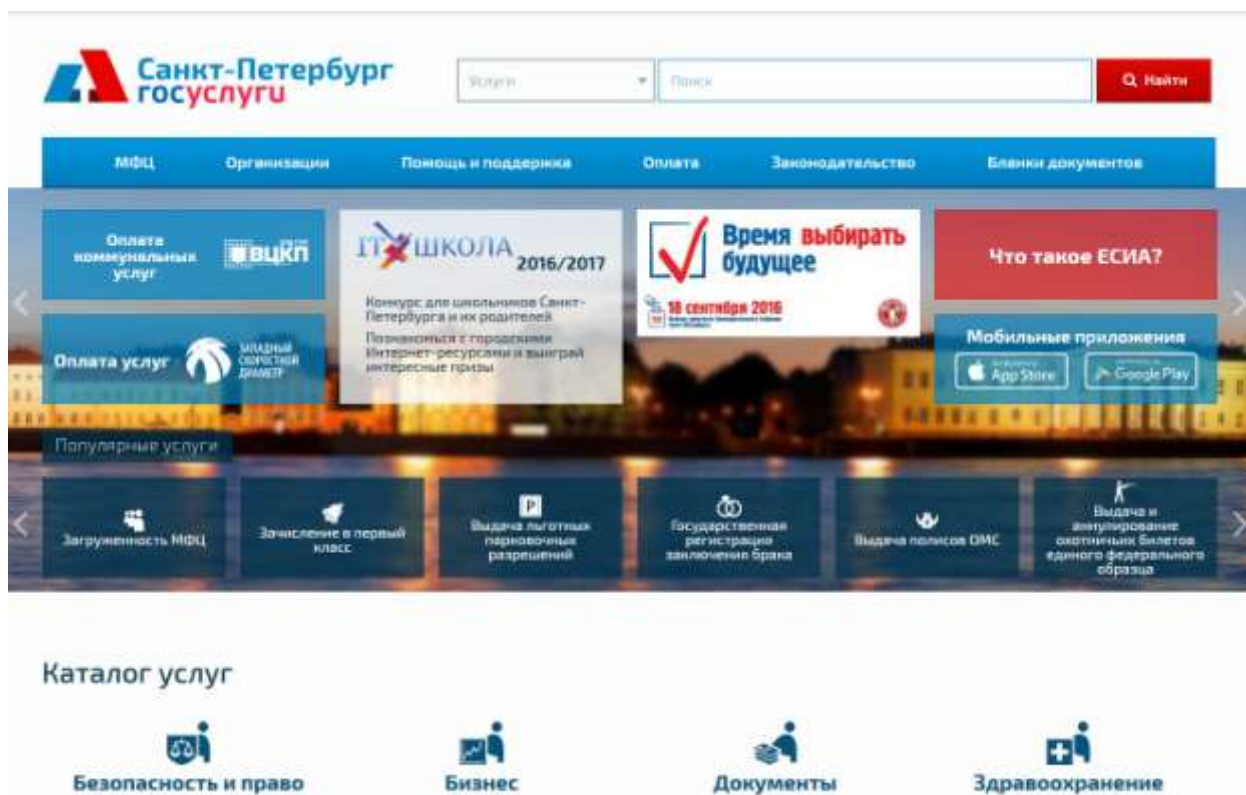 Санкт-Петербург
госуслуги
Услуги
Поиск
Найти
МФЦ
Организации
Помощь и поддержка
Оплата
Законодательство
Бланки документов
Оплата
коммунальных
услуг
ВЦКП
Оплата услуг
ЗАПАДНЫЙ
СКОРОСТНОЙ
ДИАМЕТР
IT ШКОЛА
2016/2017
Конкурс для школьников Санкт-
Петербурга и их родителей
Познакомься с городскими
Интернет-ресурсами и выиграй
интересные призы
Время выбирать
будущее
18 сентября 2016
Что такое ЕСИА?
Мобильные приложения
App Store
Google Play
Популярные услуги
Загруженность МФЦ
Зачисление в первый
класс
P
Выдача льготных
парковочных
разрешений
Государственная
регистрация
заключения брака
Выдача полисов ОМС
Выдача и
аннулирование
охотничьих билетов
единого федерального
образца
Каталог услуг
Безопасность и право
Бизнес
Документы
Здравоохранение